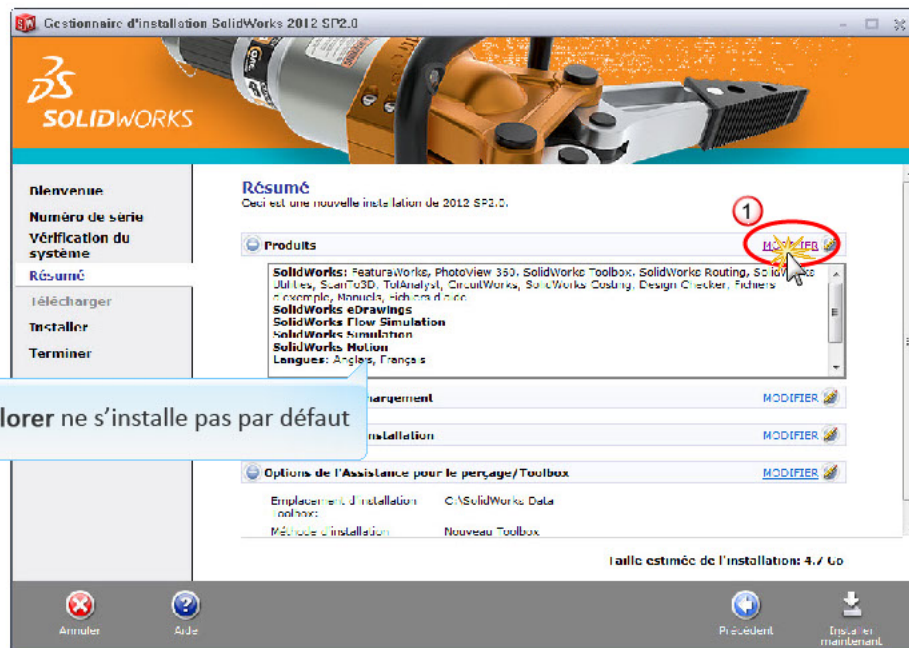 Gestionnaire d'installation SolidWorks 2012 SP2.0
SOLIDWORKS
Bienvenue
Numéro de série
Vérification du
système
Résumé
Télécharger
Installer
Terminer
Résumé
Ceci est une nouvelle installation de 2012 SP2.0.
1
Produits
MODIFIER
SolidWorks: FeatureWorks, PhotoView 360, SolidWorks Toolbox, SolidWorks Routing, SolidWorks
Utilities, ScanTo3D, TolAnalyst, CircuitWorks, SolidWorks Costing, Design Checker, Fichiers
d'exemple, Manuels, Fichiers d'aide
SolidWorks eDrawings
SolidWorks Flow Simulation
SolidWorks Simulation
SolidWorks Motion
Langues: Anglais, Français
lorer ne s'installe pas par défaut
hargement
MODIFIER
nstallation
MODIFIER
Options de l'Assistance pour le perçage/Toolbox
MODIFIER
Emplacement d'installation
Toolbox:
C:\SolidWorks Data
Méthode d'installation
Nouveau Toolbox
Taille estimée de l'installation: 4.7 Go
Annuler
Aide
Précédent
Installer
maintenant